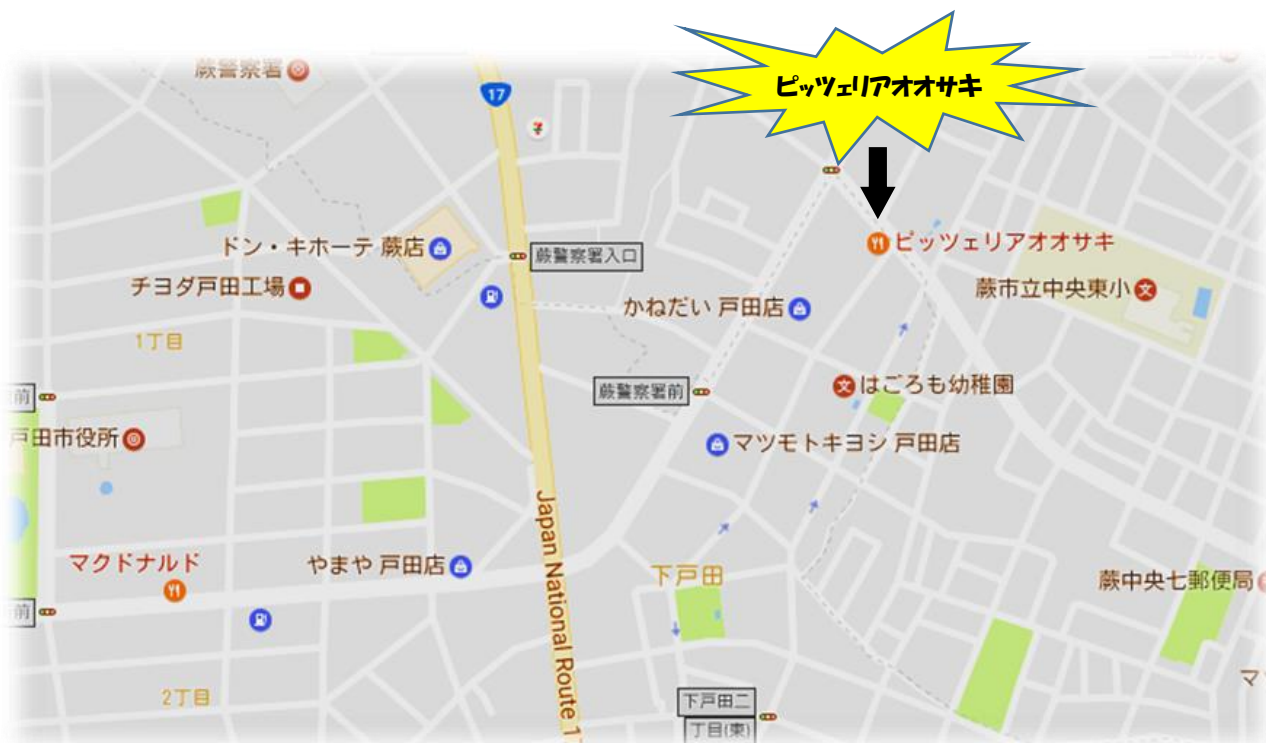 ピッツェリアオオサキ
蕨警察署
17
ピッツェリアオオサキ
ドン・キホーテ 蕨店
蕨警察署入口
チヨダ戸田工場
かねだい 戸田店
蕨市立中央東小
文
1丁目
前
蕨警察署前
文
はごろも幼稚園
戸田市役所
マツモトキヨシ 戸田店
Japan National Route 1
マクドナルド
やまや 戸田店
下戸田
蕨中央七郵便局
前
2丁目
下戸田二
丁目(東)
マ